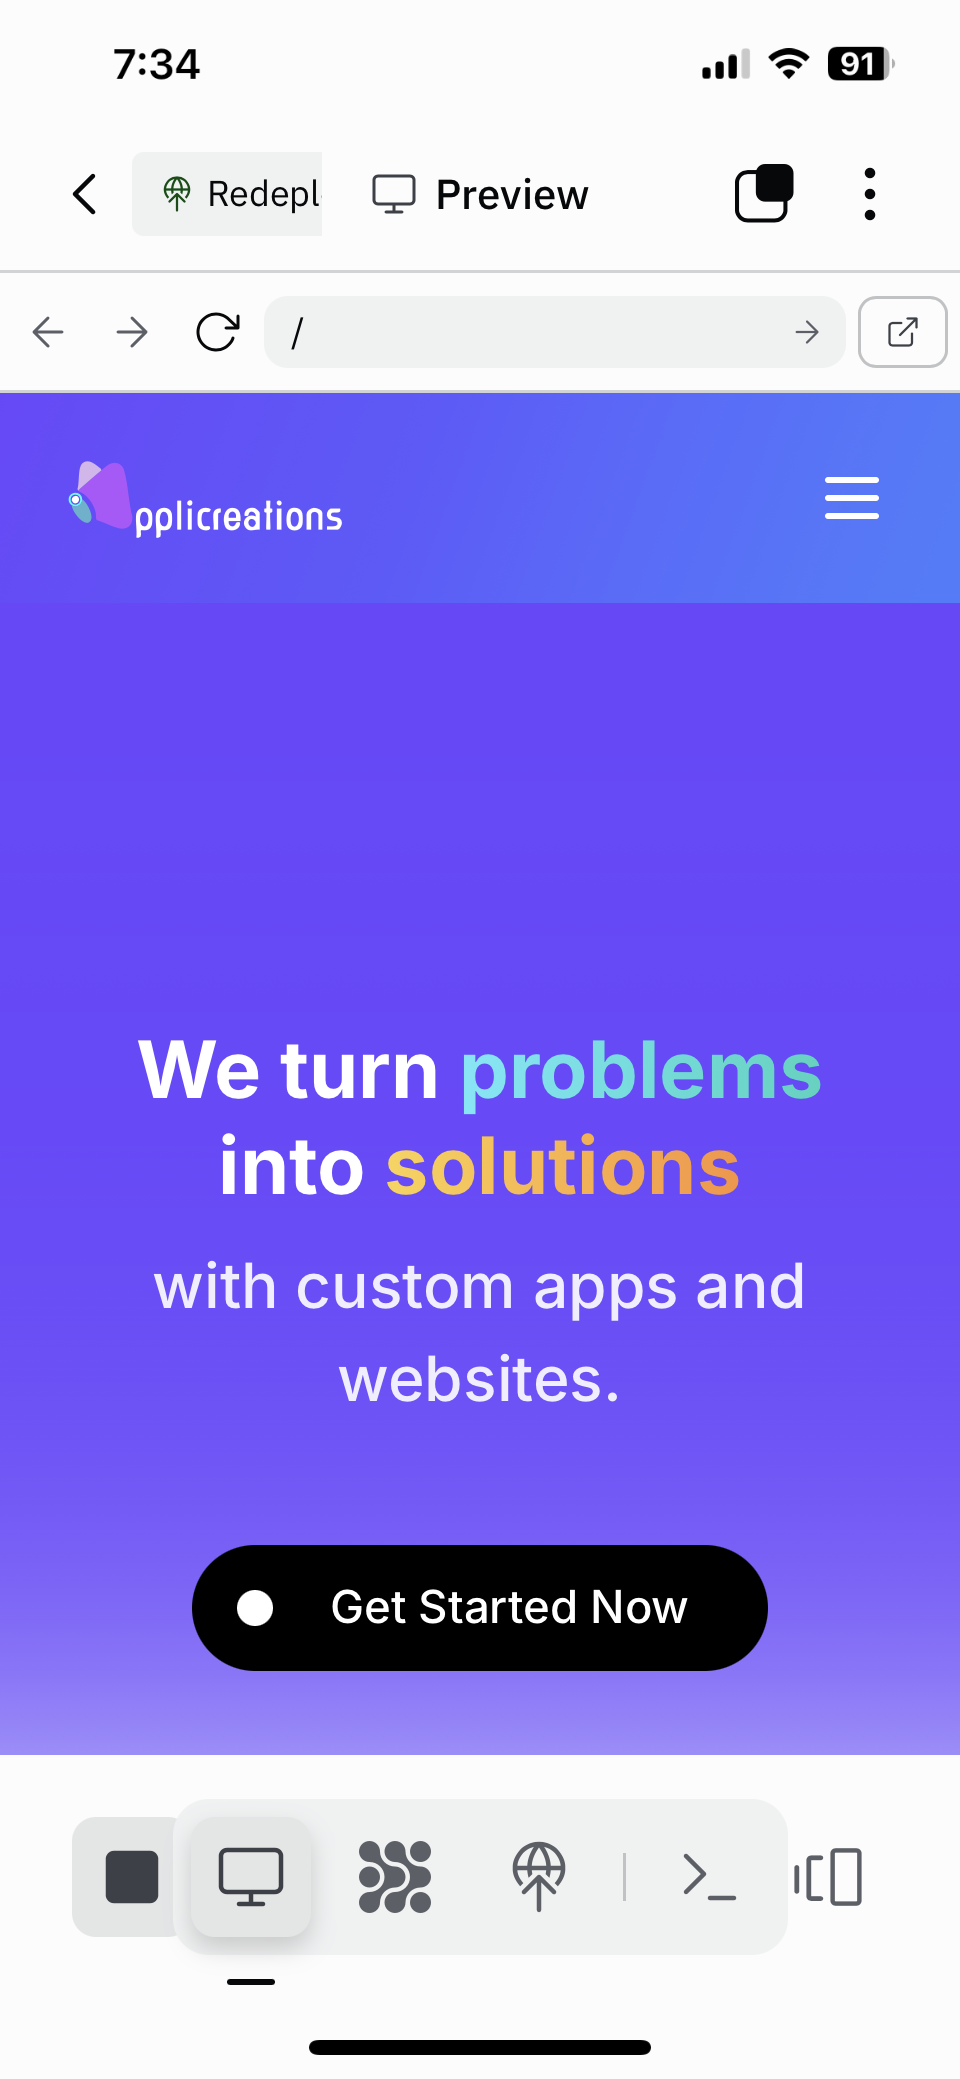 7:34
91
Redepl
Preview
/
pplicreations
We turn problems
into solutions
with custom apps and
websites.
Get Started Now